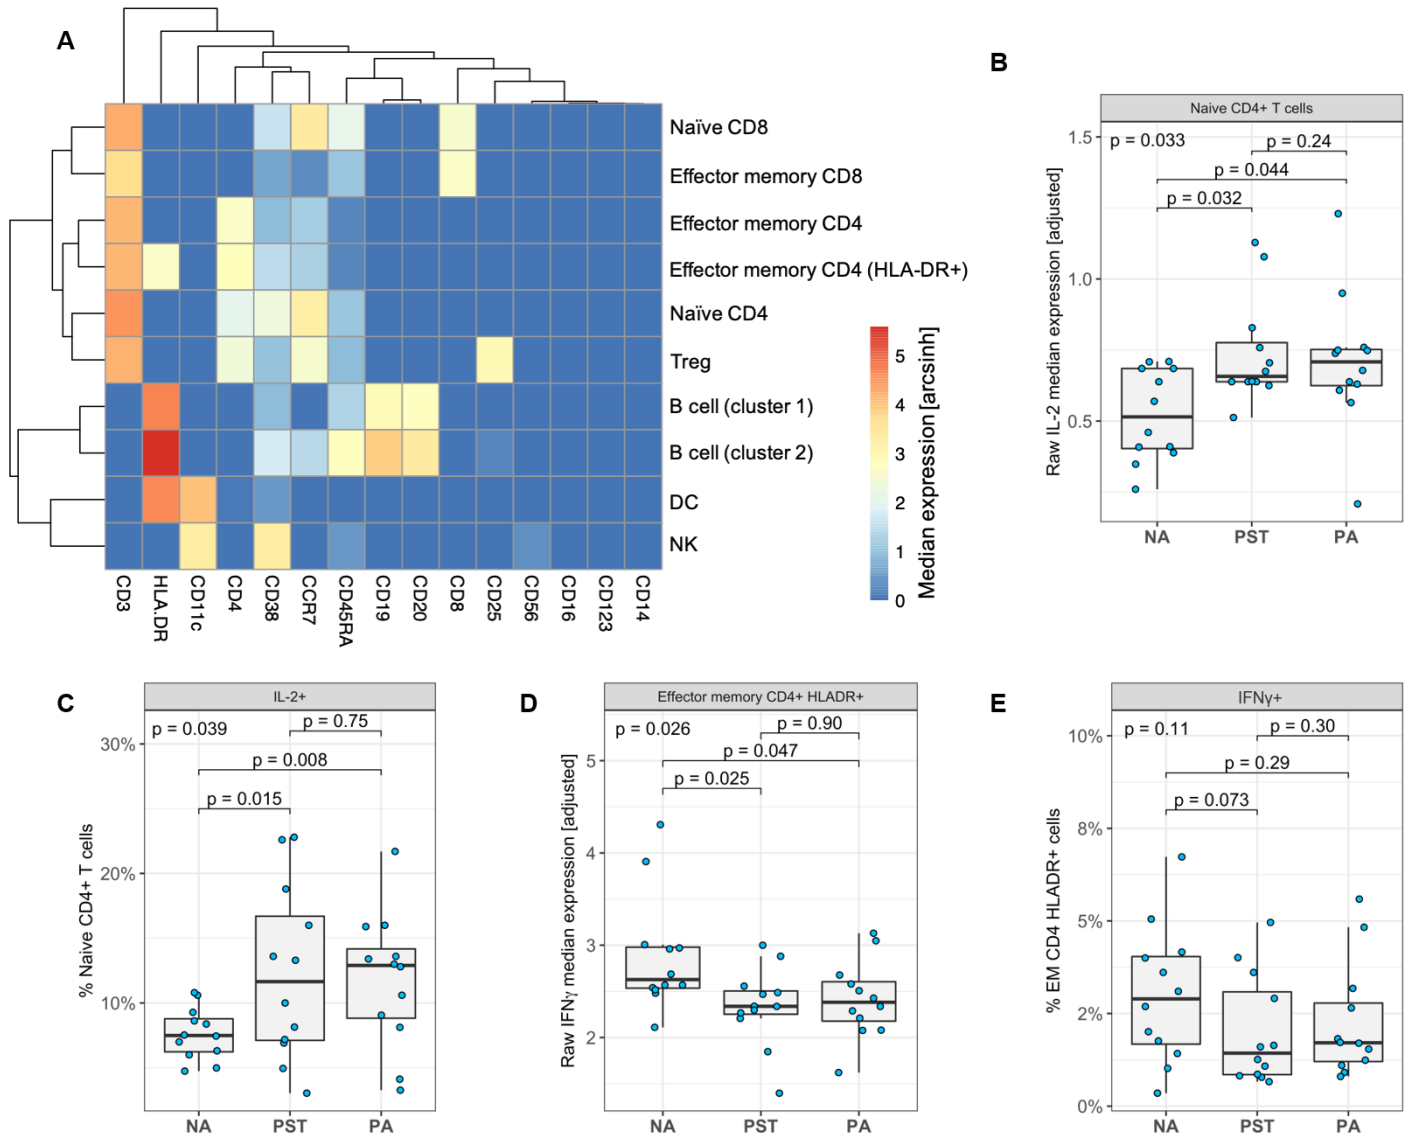 A
Naïve CD8
Effector memory CD8
Effector memory CD4
Effector memory CD4 (HLA-DR+)
Naïve CD4
Treg
B cell (cluster 1)
B cell (cluster 2)
DC
NK
CD3
HLA.DR
CD11c
CD4
CD38
CCR7
CD45RA
CD19
CD20
CD8
CD25
CD56
CD16
CD123
CD14
5
4
3
2
1
0
Median expression [arcsinh]
B
Naive CD4+ T cells
p = 0.033
p = 0.24
p = 0.044
p = 0.032
1.5
1.0
0.5
Raw IL-2 median expression [adjusted]
NA
PST
PA
C
IL-2+
p = 0.039
p = 0.75
p = 0.008
p = 0.015
30%
20%
10%
% Naive CD4+ T cells
NA
PST
PA
D
Effector memory CD4+ HLADR+
p = 0.026
p = 0.90
p = 0.047
p = 0.025
5
4
3
2
Raw IFNγ median expression [adjusted]
NA
PST
PA
E
IFNγ+
p = 0.11
p = 0.30
p = 0.29
p = 0.073
10%
8%
5%
2%
0%
% EM CD4 HLADR+ cells
NA
PST
PA